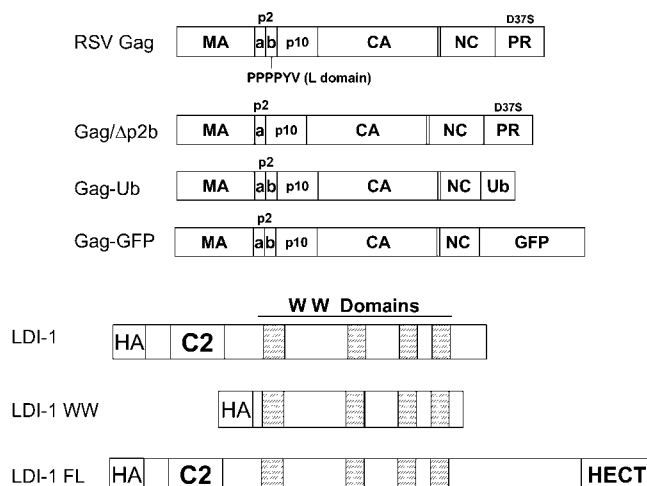 p2 D37S
RSV Gag MA a b p10 CA NC PR
PPPPYV (L domain)
p2 D37S
Gag/Δp2b MA a p10 CA NC PR
p2
Gag-Ub MA a b p10 CA NC Ub
p2
Gag-GFP MA a b p10 CA NC GFP
WW Domains
LDI-1 HA C2
LDI-1 WW HA
LDI-1 FL HA C2 HECT